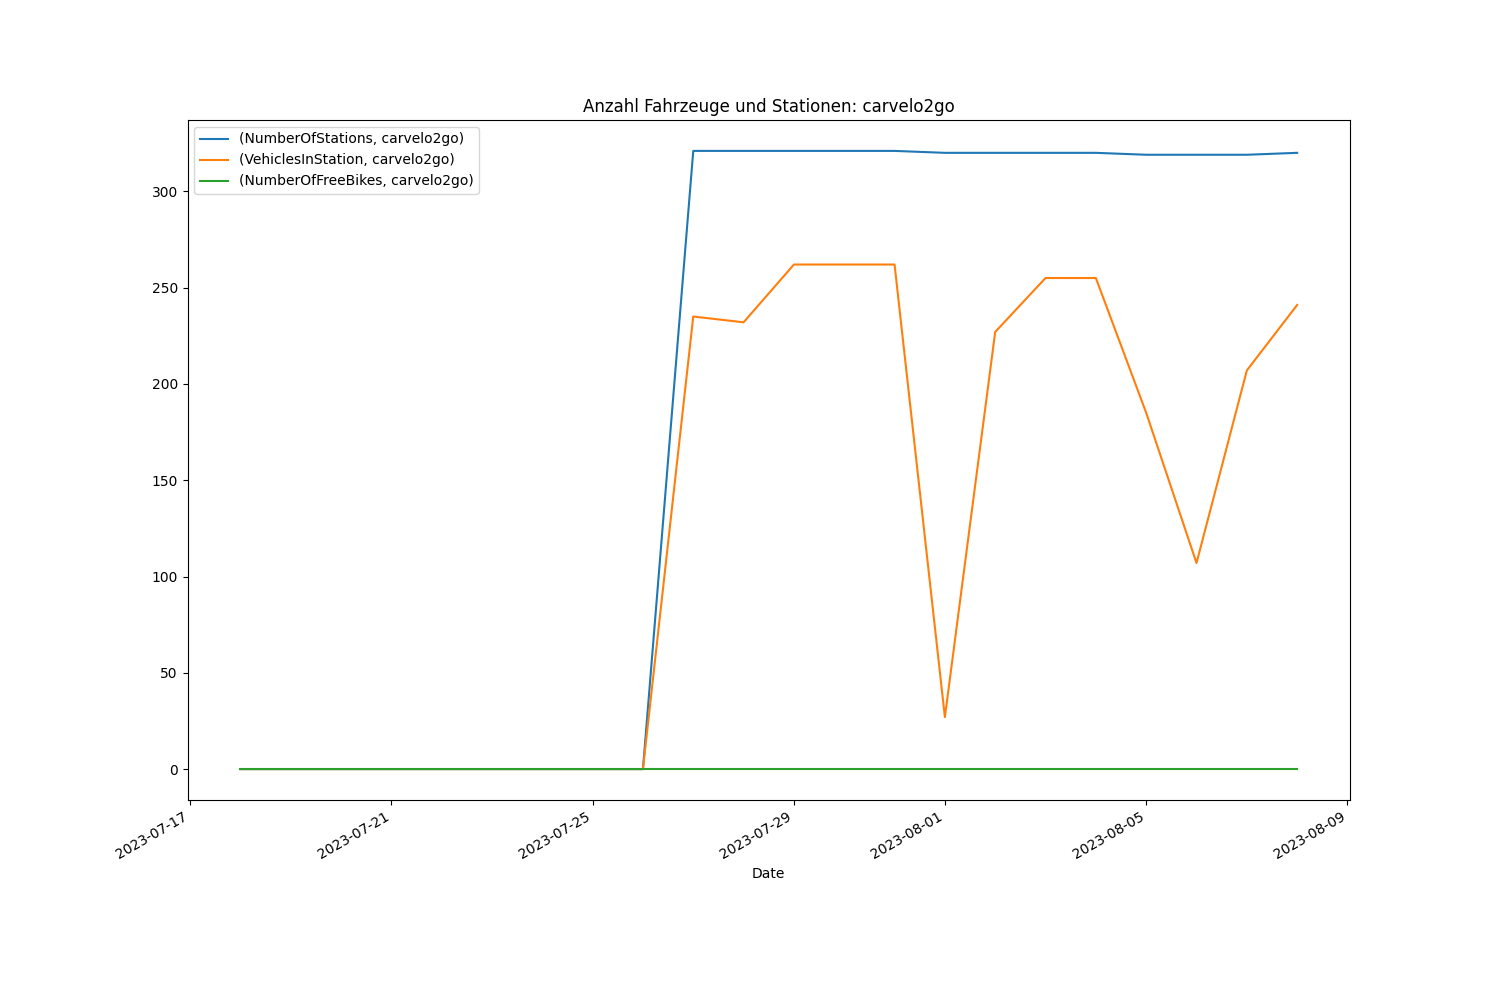 Anzahl Fahrzeuge und Stationen: carvelo2go
(NumberOfStations, carvelo2go)
(VehiclesInStation, carvelo2go)
(NumberOfFreeBikes, carvelo2go)
300
250
200
150
100
50
0
2023-07-17
2023-07-21
2023-07-25
2023-07-29
2023-08-01
2023-08-05
2023-08-09
Date